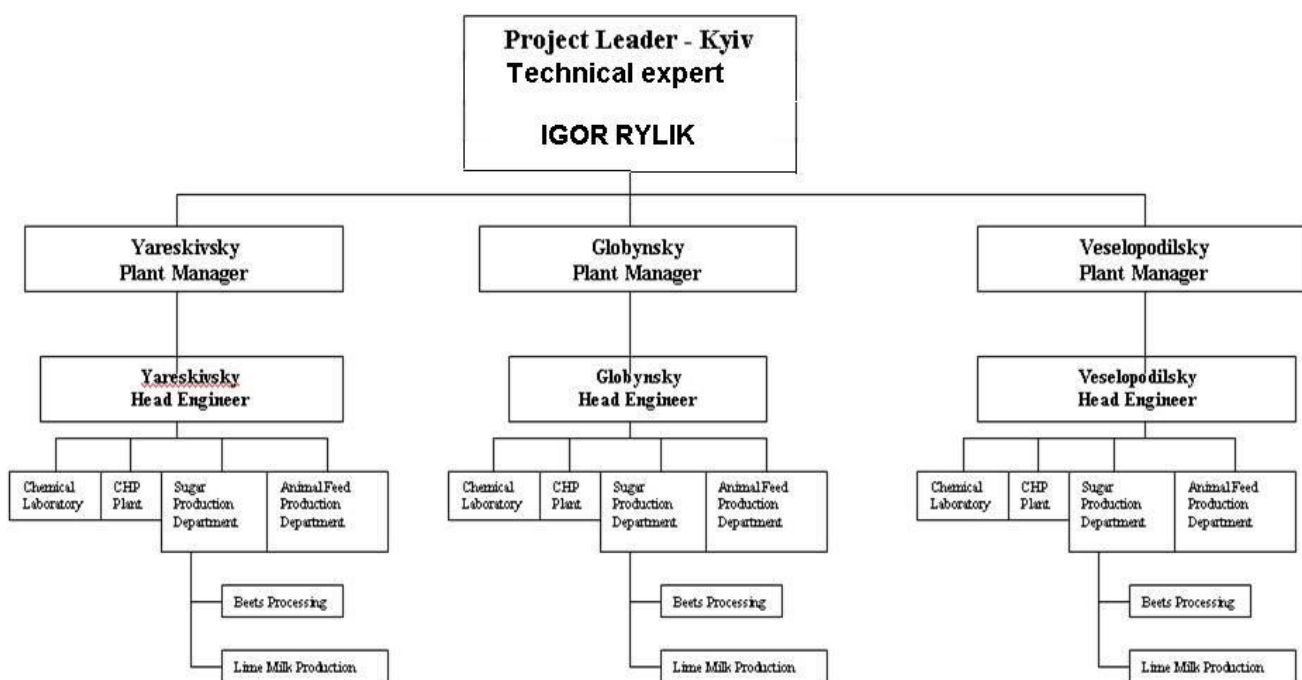 Project Leader - Kyiv
Technical expert
IGOR RYLIK
Yareskivsky
Plant Manager
Globynsky
Plant Manager
Veselopodilsky
Plant Manager
Yareskivsky
Head Engineer
Globynsky
Head Engineer
Veselopodilsky
Head Engineer
Chemical
Laboratory
CHP
Plant
Sugar
Production
Department
Animal Feed
Production
Department
Chemical
Laboratory
CHP
Plant
Sugar
Production
Department
Animal Feed
Production
Department
Chemical
Laboratory
CHP
Plant
Sugar
Production
Department
Animal Feed
Production
Department
Beets Processing
Beets Processing
Beets Processing
Lime Milk Production
Lime Milk Production
Lime Milk Production